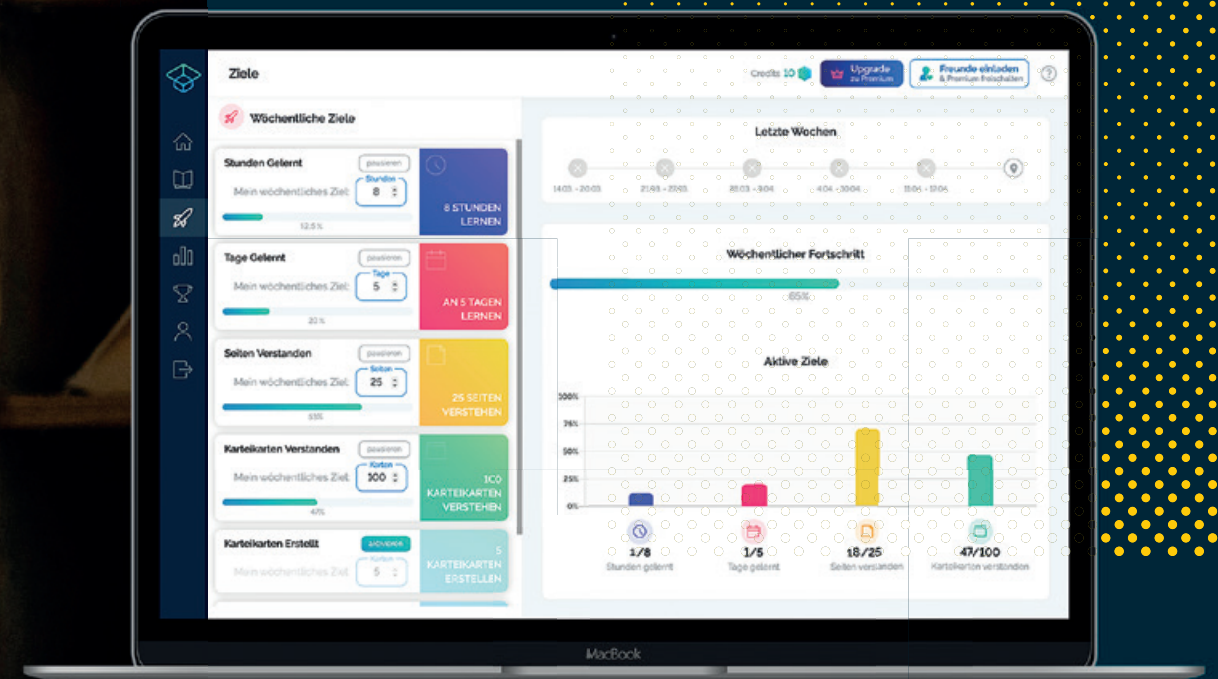 Ziele
Credits 10
Upgrade
zu Premium
Freunde einladen
& Premium freischalten
?
Wöchentliche Ziele
Stunden Gelernt
pausieren
Mein wöchentliches Ziel:
Stunden
8
12.5 %
8 STUNDEN
LERNEN
Tage Gelernt
pausieren
Mein wöchentliches Ziel:
Tage
5
20 %
AN 5 TAGEN
LERNEN
Seiten Verstanden
pausieren
Mein wöchentliches Ziel:
Seiten
25
25 SEITEN
VERSTEHEN
Karteikarten Verstanden
pausieren
Mein wöchentliches Ziel:
Karten
100
47%
100
KARTEIKARTEN
VERSTEHEN
Karteikarten Erstellt
Mein wöchentliches Ziel:
Karten
5
5
KARTEIKARTEN
ERSTELLEN
Letzte Wochen
14.03. - 20.03.
Wöchentlicher Fortschritt
65%
Aktive Ziele
100%
75%
50%
25%
0%
1/8
Stunden gelernt
1/5
Tage gelernt
18/25
Seiten verstanden
47/100
Karteikarten verstanden
MacBook